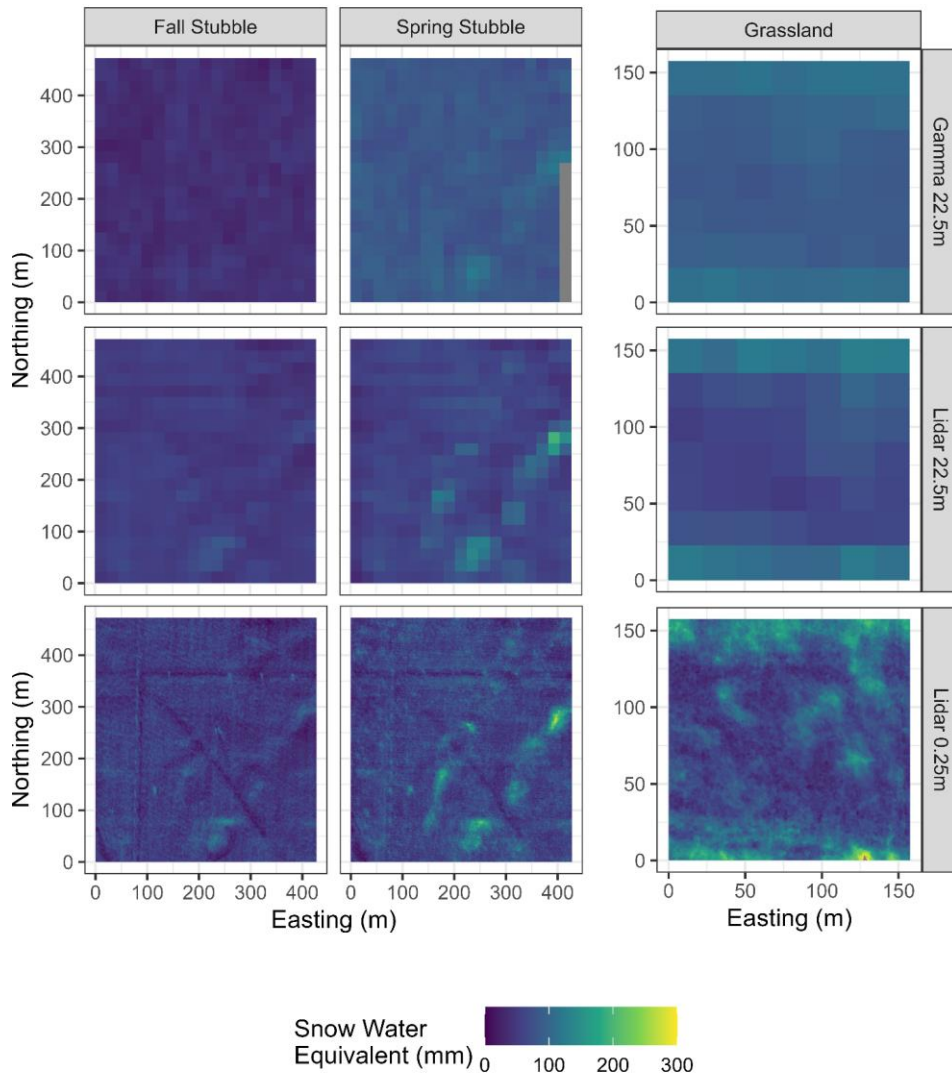 Fall Stubble
Spring Stubble
Grassland
400
300
200
100
0
150
100
50
0
Gamma 22.5m
Northing (m)
400
300
200
100
0
150
100
50
0
Lidar 22.5m
400
300
200
100
0
150
100
50
0
Lidar 0.25m
Northing (m)
0 100 200 300 400
0 100 200 300 400
0 50 100 150
Easting (m)
Easting (m)
Snow Water
Equivalent (mm)
0 100 200 300